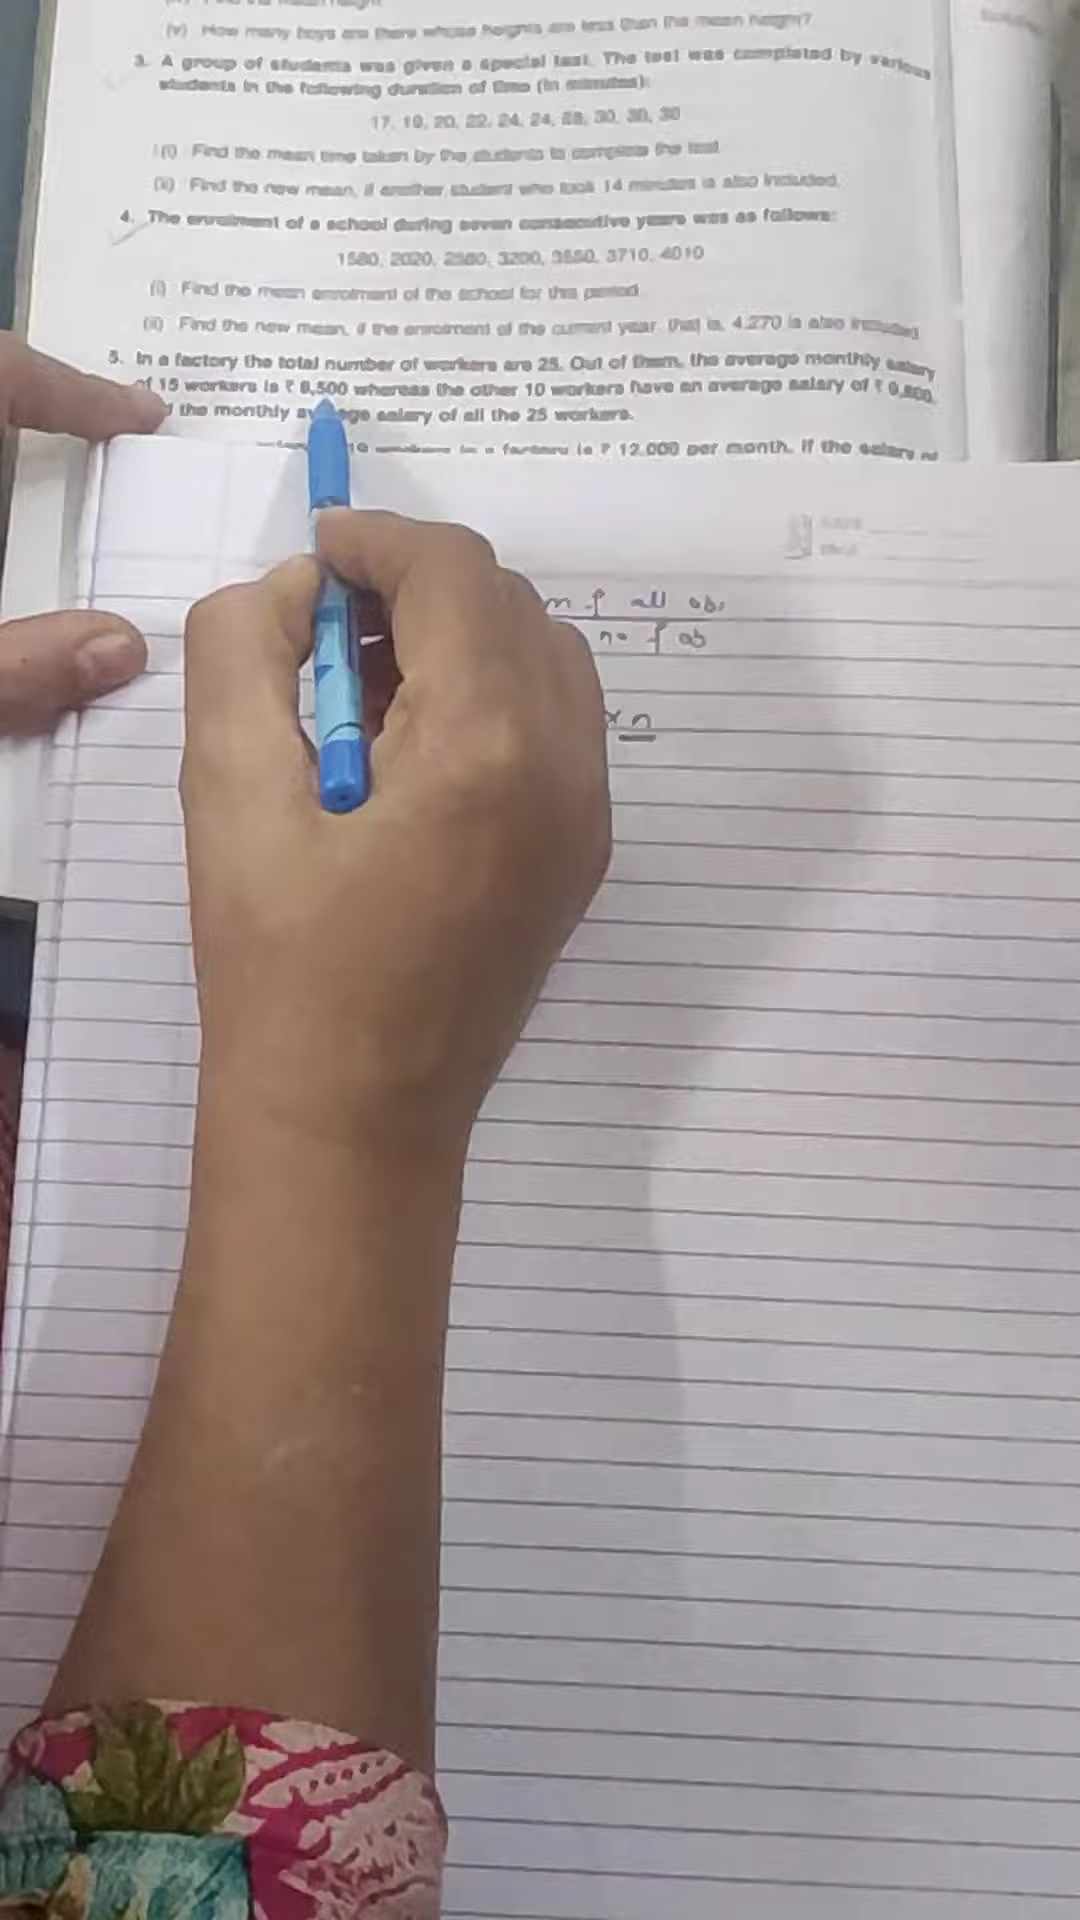 (v) How many boys are there whose heights are less than the mean height?
3. A group of students was given a special test. The test was completed by various
students in the following duration of time (in minutes):
17, 19, 20, 22, 24, 24, 28, 30, 30, 30
(i) Find the mean time taken by the students to complete the test.
(ii) Find the new mean, if another student who took 14 minutes is also included.
4. The enrolment of a school during seven consecutive years was as follows:
1580, 2020, 2580, 3200, 3550, 3710, 4010
(i) Find the mean enrolment of the school for this period.
(ii) Find the new mean, if the enrolment of the current year, that is, 4,270 is also included.
5. In a factory the total number of workers are 25. Out of them, the average monthly salary
of 15 workers is ₹ 8,500 whereas the other 10 workers have an average salary of ₹
the monthly salary of all the 25 workers.
in a factory is ₹ 12,000 per month. If the salary of
DATE
PAGE
all obs
no f ob
× n